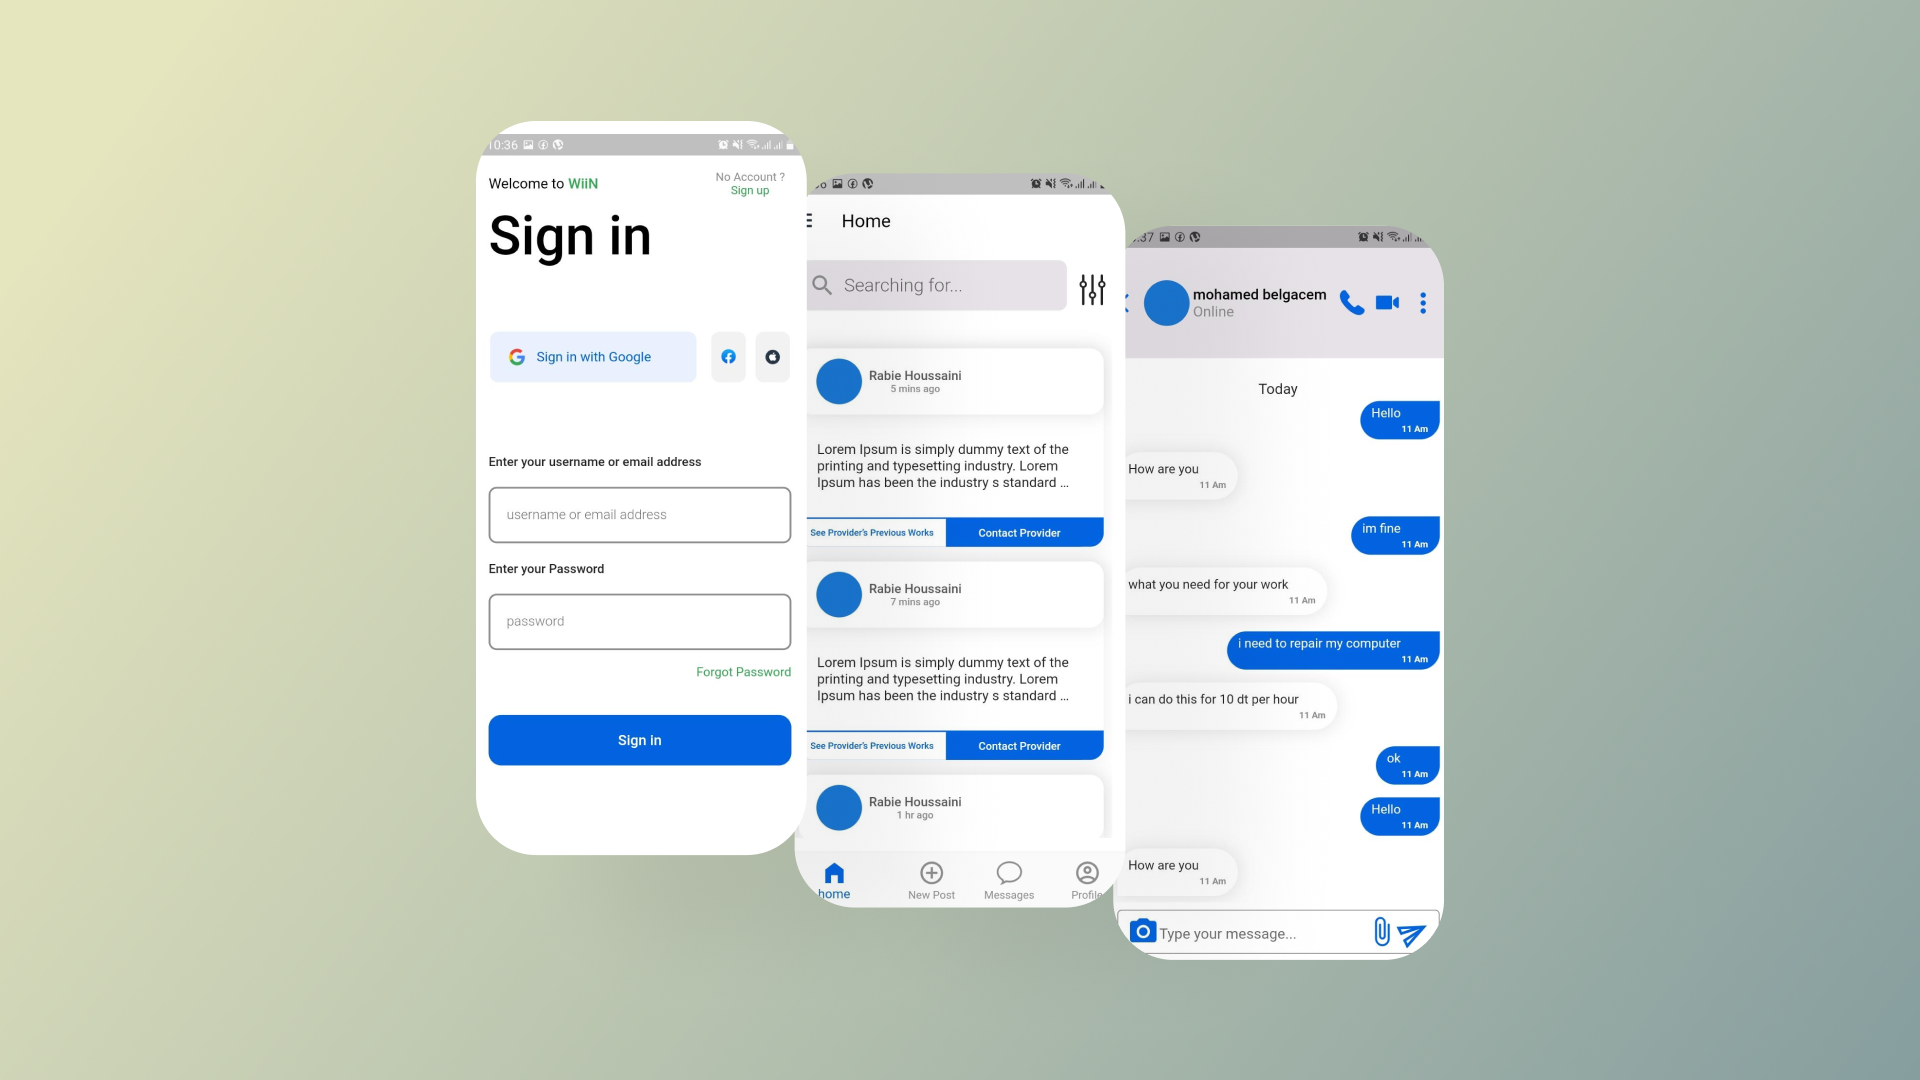 10:36
Welcome to WiiN
No Account ?
Sign up
Sign in
Sign in with Google
Enter your username or email address
username or email address
Enter your Password
password
Forgot Password
Sign in
Home
Searching for...
Rabie Houssaini
5 mins ago
Lorem Ipsum is simply dummy text of the
printing and typesetting industry. Lorem
Ipsum has been the industry s standard ...
See Provider's Previous Works
Contact Provider
Rabie Houssaini
7 mins ago
Lorem Ipsum is simply dummy text of the
printing and typesetting industry. Lorem
Ipsum has been the industry s standard ...
See Provider's Previous Works
Contact Provider
Rabie Houssaini
1 hr ago
home
New Post
Messages
Profile
:37
mohamed belgacem
Online
Today
Hello
11 Am
How are you
11 Am
im fine
11 Am
what you need for your work
11 Am
i need to repair my computer
11 Am
i can do this for 10 dt per hour
11 Am
ok
11 Am
Hello
11 Am
How are you
11 Am
Type your message...